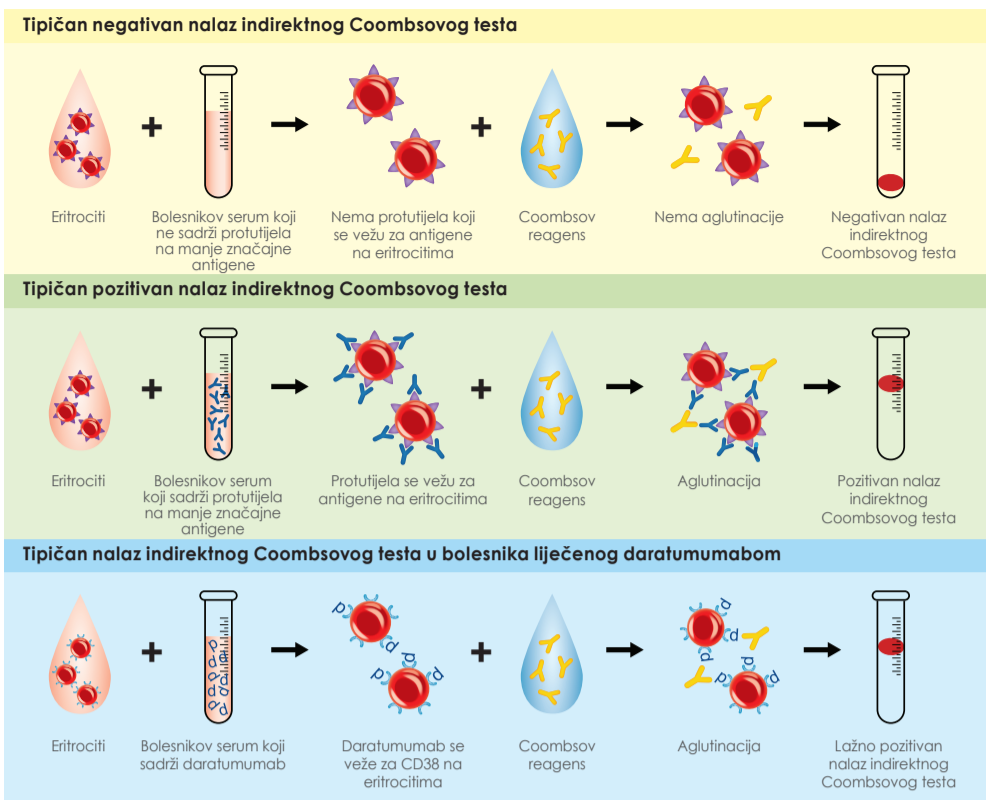 Tipičan negativan nalaz indirektnog Coombsovog testa
Eritrociti
Bolesnikov serum koji
ne sadrži protutijela
na manje značajne
antigene
Nema protutijela koji
se vežu za antigene
na eritrocitima
Coombsov
reagens
Nema aglutinacije
Negativan nalaz
indirektnog
Coombsovog testa
Tipičan pozitivan nalaz indirektnog Coombsovog testa
Eritrociti
Bolesnikov serum
koji sadrži protutijela
na manje značajne
antigene
Protutijela se vežu za
antigene na eritrocitima
Coombsov
reagens
Aglutinacija
Pozitivan nalaz
indirektnog
Coombsovog testa
Tipičan nalaz indirektnog Coombsovog testa u bolesnika liječenog daratumumabom
Eritrociti
Bolesnikov serum koji
sadrži daratumumab
Daratumumab se
veže za CD38 na
eritrocitima
Coombsov
reagens
Aglutinacija
Lažno pozitivan
nalaz indirektnog
Coombsovog testa